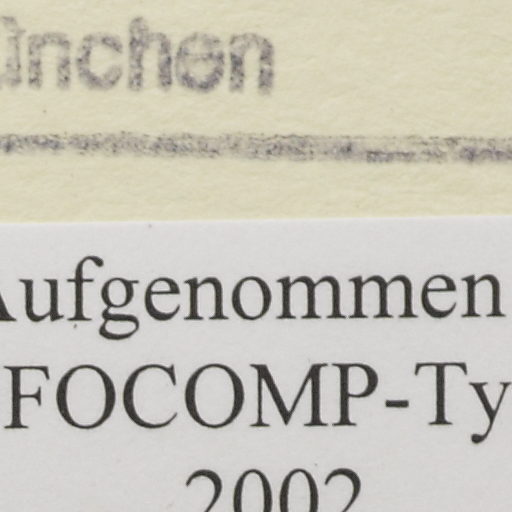 ünchen
Aufgenommen
FOCOMP-Ty
2002